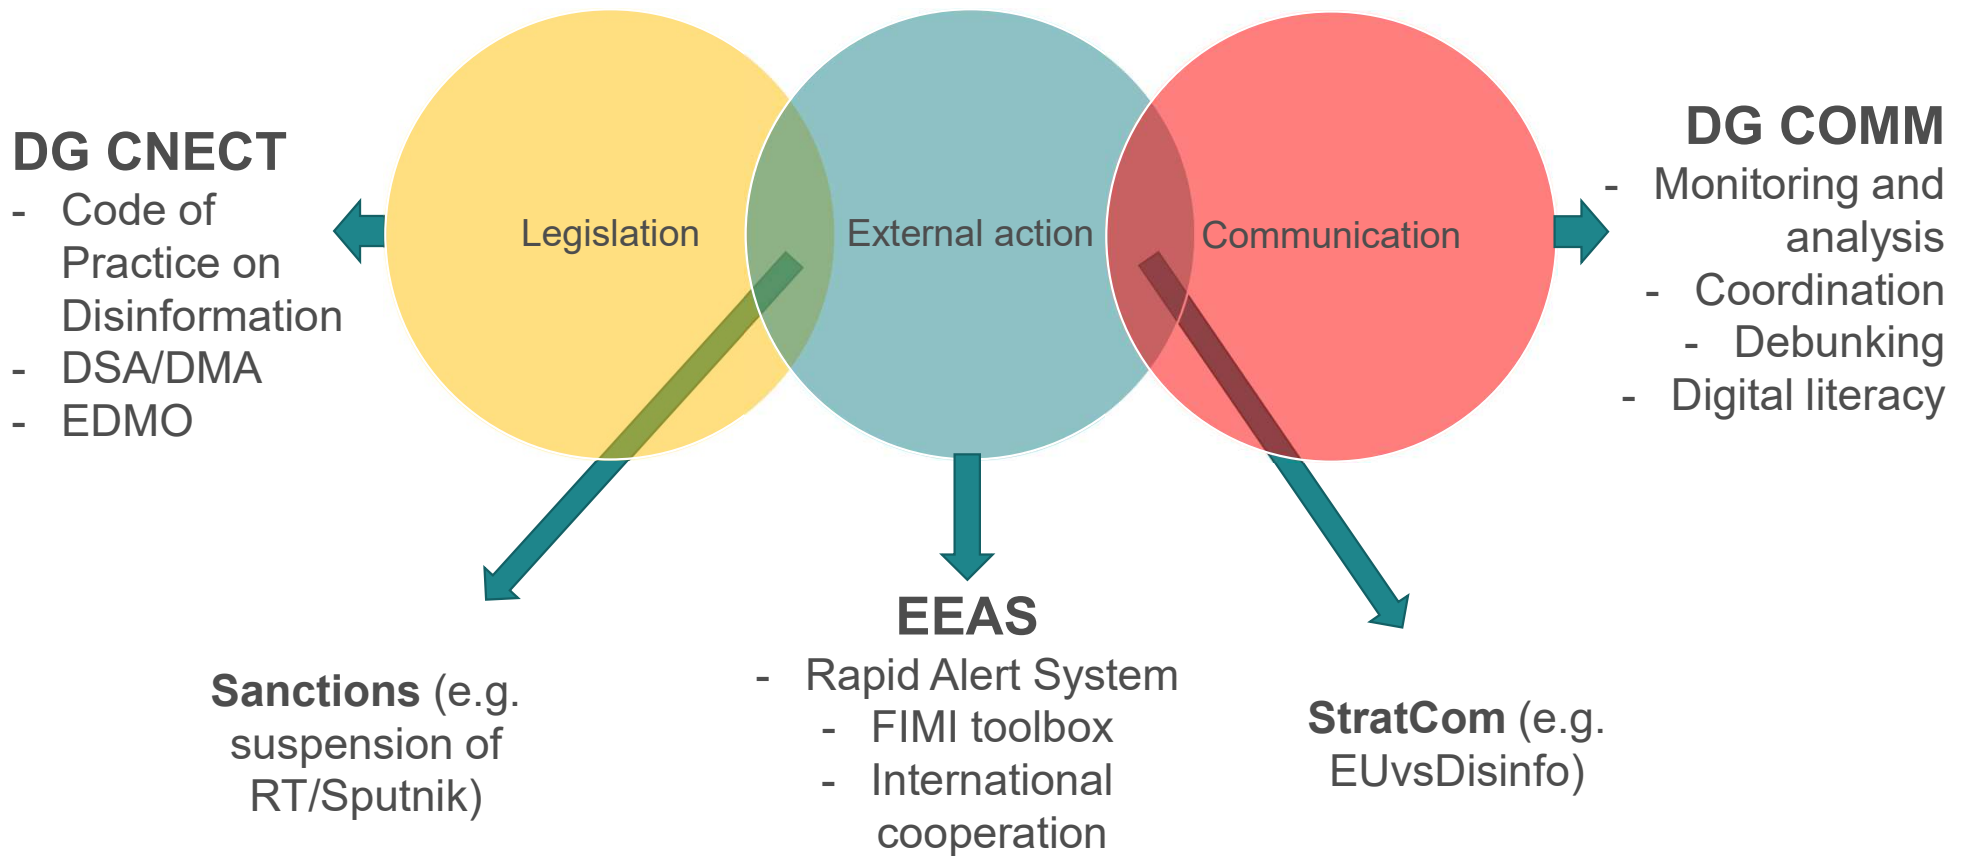 DG CNECT
- Code of
Practice on
Disinformation
- DSA/DMA
- EDMO
Legislation
External action
Communication
DG COMM
- Monitoring and
analysis
- Coordination
- Debunking
- Digital literacy
Sanctions (e.g.
suspension of
RT/Sputnik)
EEAS
- Rapid Alert System
- FIMI toolbox
- International
cooperation
StratCom (e.g.
EUvsDisinfo)